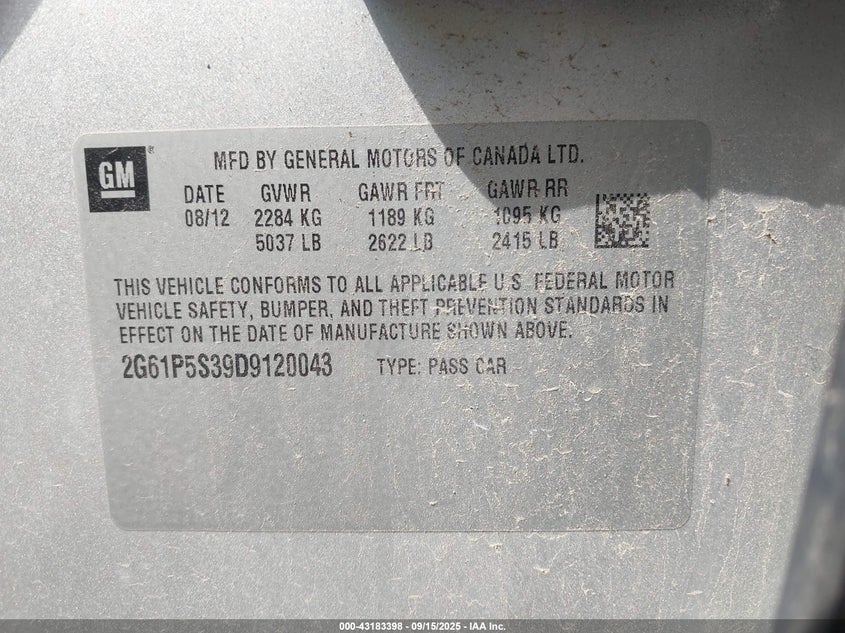 GM ®
MFD BY GENERAL MOTORS OF CANADA LTD.
DATE GVWR GAWR FRT GAWR RR
08/12 2284 KG 1189 KG 1095 KG
5037 LB 2622 LB 2415 LB
THIS VEHICLE CONFORMS TO ALL APPLICABLE U.S. FEDERAL MOTOR
VEHICLE SAFETY, BUMPER, AND THEFT PREVENTION STANDARDS IN
EFFECT ON THE DATE OF MANUFACTURE SHOWN ABOVE.
2G61P5S39D9120043 TYPE: PASS CAR
000-43183398 - 09/15/2025 - IAA Inc.